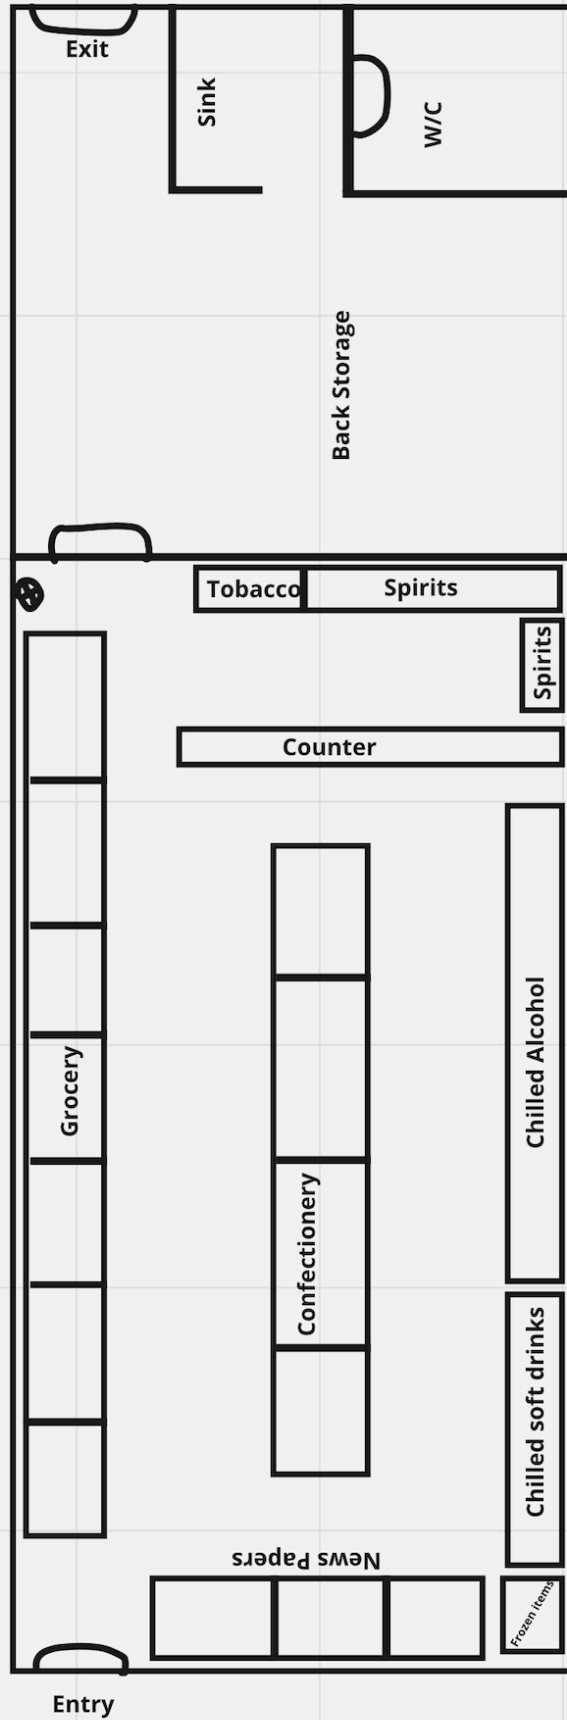 Exit
Sink
W/C
Back Storage
Tobacco
Spirits
Spirits
Counter
Chilled Alcohol
Grocery
Confectionery
Chilled soft drinks
News Papers
Frozen items
Entry